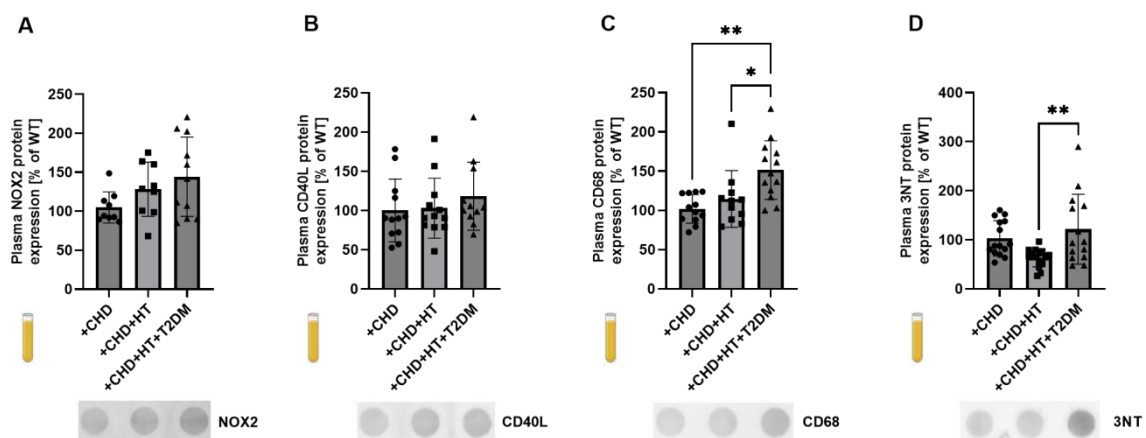 A
Plasma NOX2 protein
expression [% of WT]
250
200
150
100
50
0
+CHD
+CHD+HT
+CHD+HT+T2DM
NOX2
B
Plasma CD40L protein
expression [% of WT]
250
200
150
100
50
0
+CHD
+CHD+HT
+CHD+HT+T2DM
CD40L
C
**
*
Plasma CD68 protein
expression [% of WT]
250
200
150
100
50
0
+CHD
+CHD+HT
+CHD+HT+T2DM
CD68
D
**
Plasma 3NT protein
expression [% of WT]
400
300
200
100
0
+CHD
+CHD+HT
+CHD+HT+T2DM
3NT